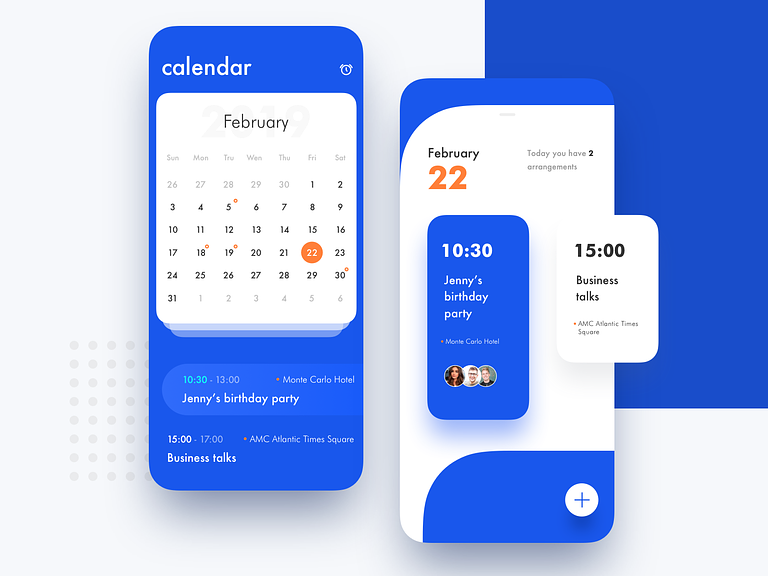 calendar
2019
February
Sun Mon Tru Wen Thu Fri Sat
26 27 28 29 30 1 2
3 4 5 6 7 8 9
10 11 12 13 14 15 16
17 18 19 20 21 22 23
24 25 26 27 28 29 30
31 1 2 3 4 5 6
10:30 - 13:00 Monte Carlo Hotel
Jenny's birthday party
15:00 - 17:00 AMC Atlantic Times Square
Business talks
February
22
Today you have 2
arrangements
10:30
Jenny's
birthday
party
Monte Carlo Hotel
15:00
Business
talks
AMC Atlantic Times
Square